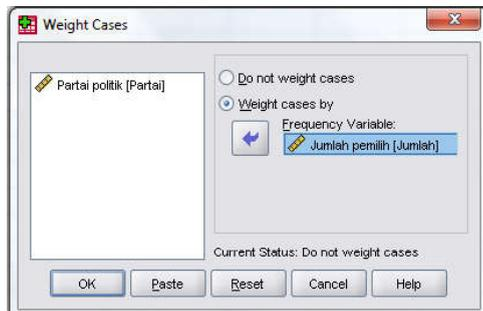 Weight Cases
Partai politik [Partai]
Do not weight cases
Weight cases by
Frequency Variable:
Jumlah pemilih [Jumlah]
Current Status: Do not weight cases
OK Paste Reset Cancel Help